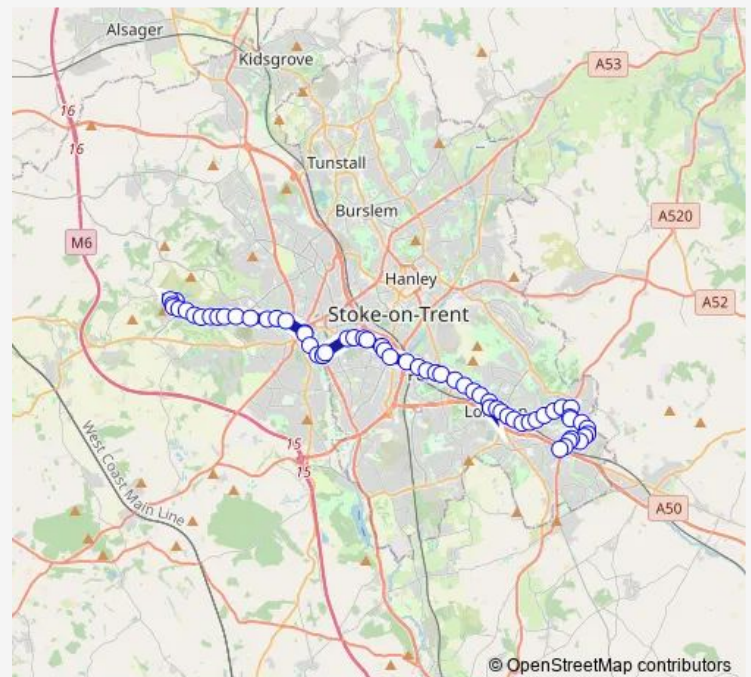 Alsager
Kidsgrove
A53
16
16
Tunstall
Burslem
A520
M6
Hanley
A52
Stoke-on-Trent
15
15
West Coast Main Line
A50
© OpenStreetMap contributors